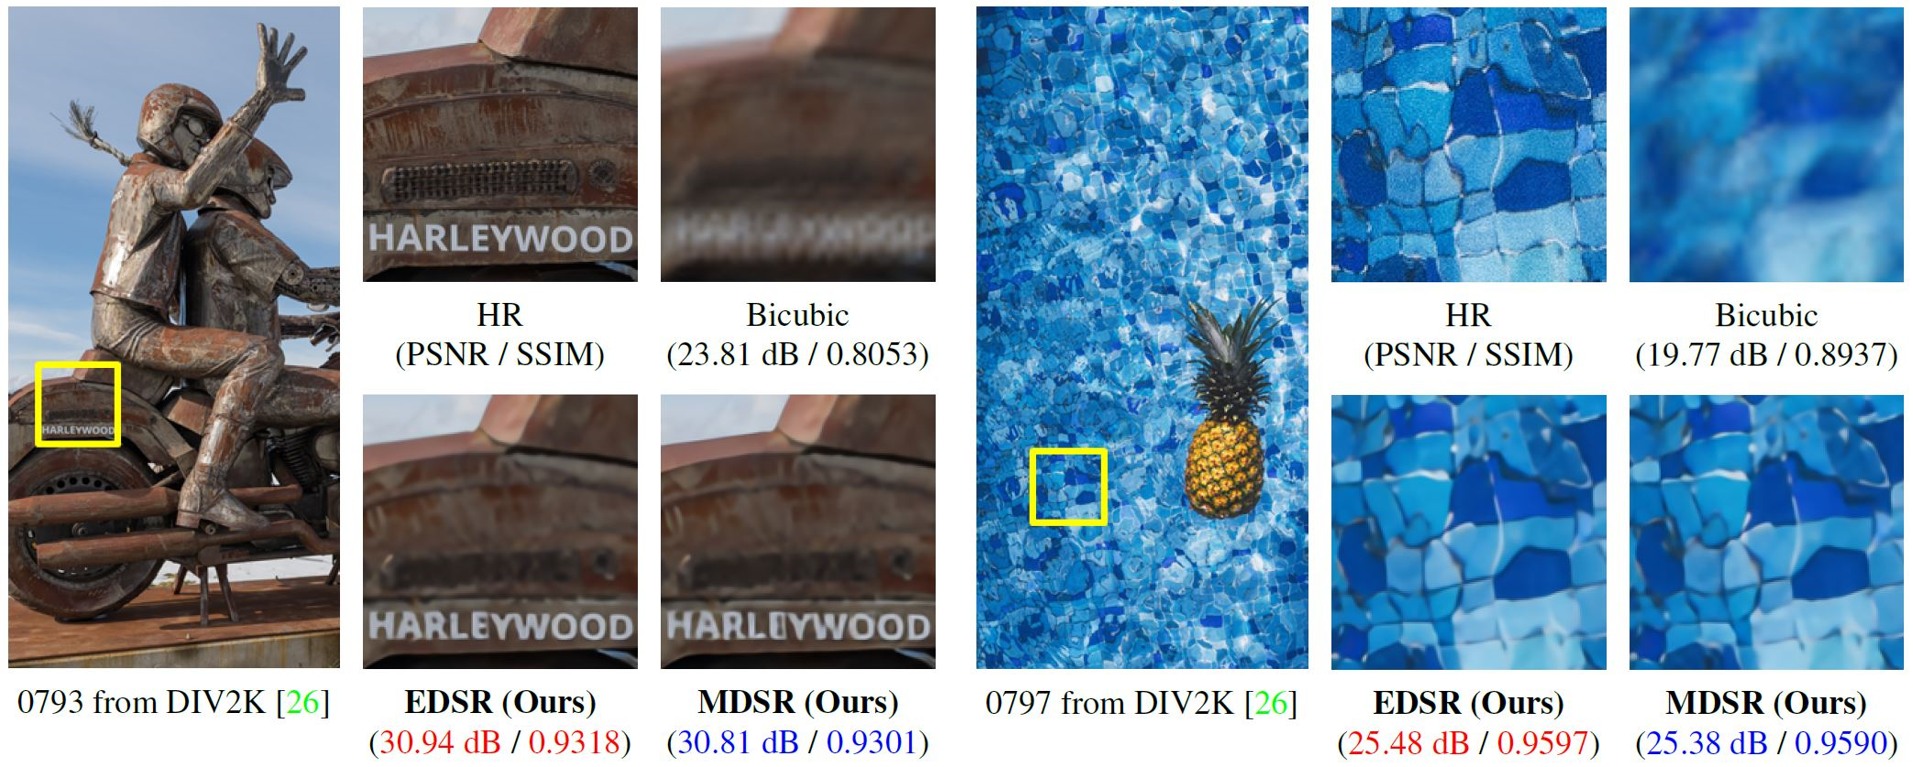 HARLEYWOOD
HARLEYWOOD
HR
(PSNR / SSIM)
Bicubic
(23.81 dB / 0.8053)
HARLEYWOOD
HARLEYWOOD
0793 from DIV2K [26]
EDSR (Ours)
(30.94 dB / 0.9318)
MDSR (Ours)
(30.81 dB / 0.9301)
HR
(PSNR / SSIM)
Bicubic
(19.77 dB / 0.8937)
0797 from DIV2K [26]
EDSR (Ours)
(25.48 dB / 0.9597)
MDSR (Ours)
(25.38 dB / 0.9590)